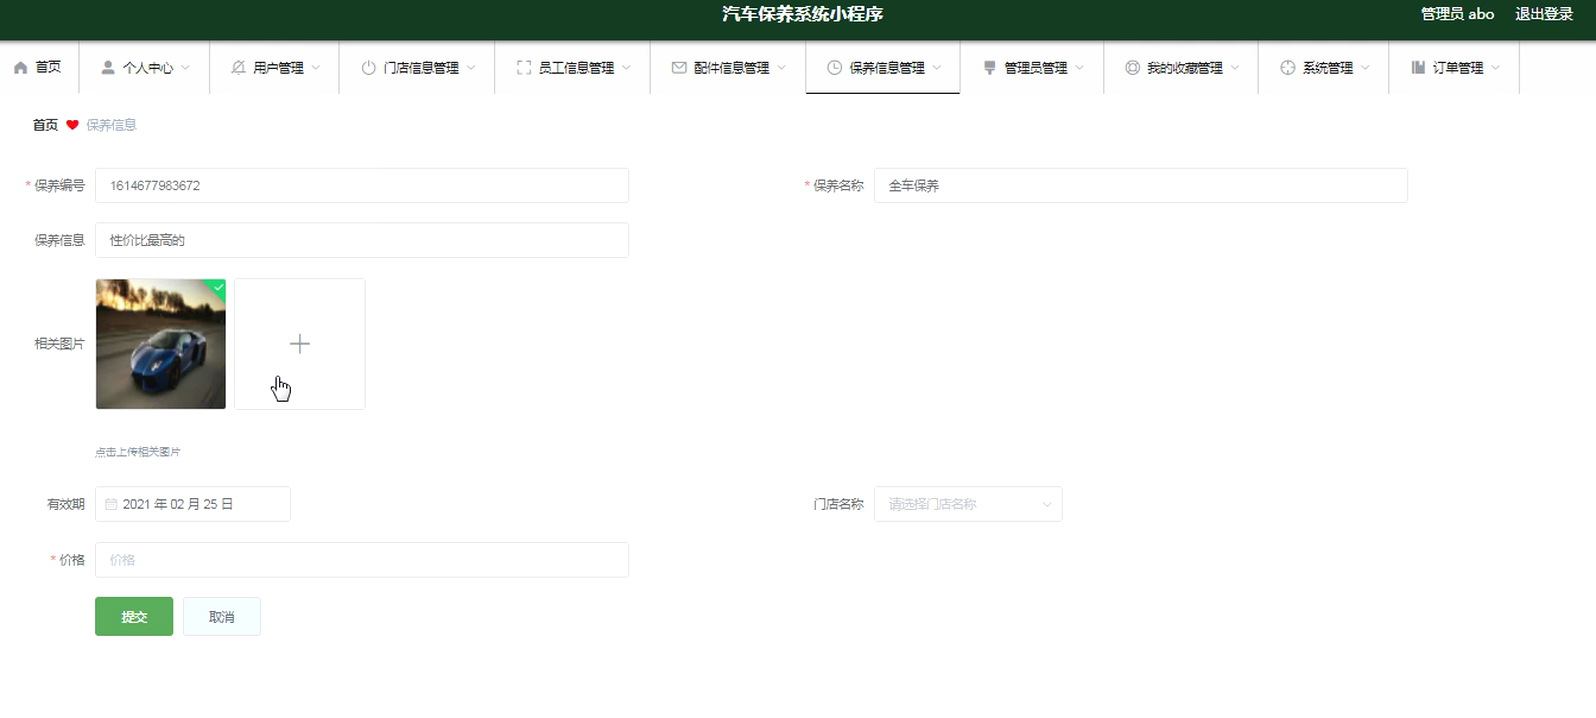 汽车保养系统小程序
管理员 abo 退出登录
首页 个人中心 用户管理 门店信息管理 员工信息管理 配件信息管理 保养信息管理 管理员管理 我的收藏管理 系统管理 订单管理
首页 保养信息
* 保养编号 1614677983672 * 保养名称 全车保养
保养信息 性价比最高的
相关图片
点击上传相关图片
有效期 2021 年 02 月 25 日 门店名称 请选择门店名称
* 价格 价格
提交 取消